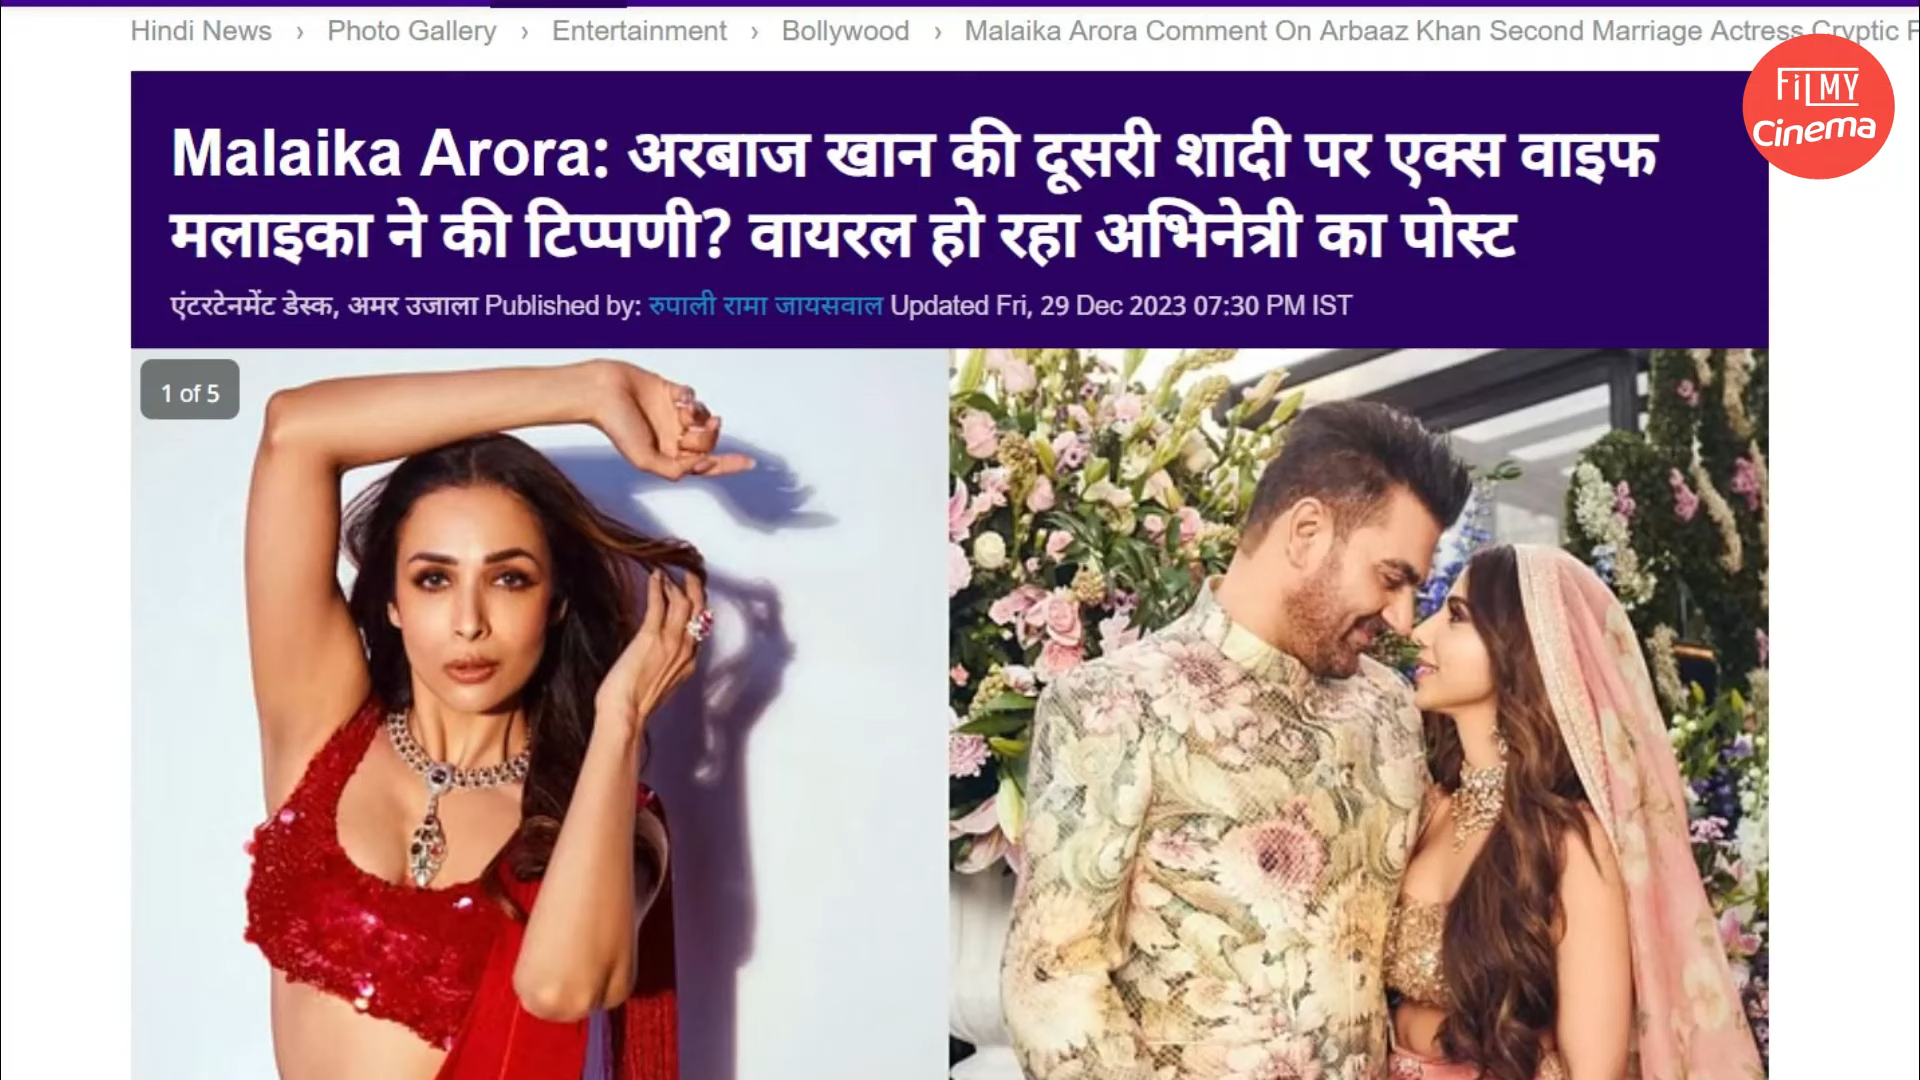 Hindi News › Photo Gallery › Entertainment › Bollywood › Malaika Arora Comment On Arbaaz Khan Second Marriage Actress Cryptic
FiLMY
Cinema
Malaika Arora: अरबाज खान की दूसरी शादी पर एक्स वाइफ
मलाइका ने की टिप्पणी? वायरल हो रहा अभिनेत्री का पोस्ट
एंटरटेनमेंट डेस्क, अमर उजाला Published by: रुपाली रामा जायसवाल Updated Fri, 29 Dec 2023 07:30 PM IST
1 of 5